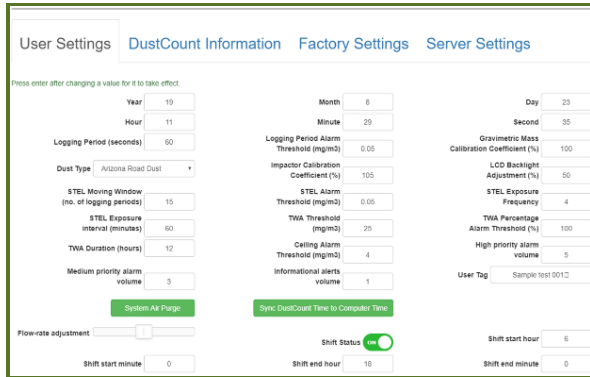 User Settings DustCount Information Factory Settings Server Settings
Press enter after changing a value for it to take effect.
Year 19 Month 8 Day 23
Hour 11 Minute 29 Second 35
Logging Period (seconds) 60 Logging Period Alarm Threshold (mg/m3) 0.05 Gravimetric Mass Calibration Coefficient (%) 100
Dust Type Arizona Road Dust Impactor Calibration Coefficient (%) 105 LCD Backlight Adjustment (%) 50
STEL Moving Window (no. of logging periods) 15 STEL Alarm Threshold (mg/m3) 0.05 STEL Exposure Frequency 4
STEL Exposure interval (minutes) 60 TWA Threshold (mg/m3) 25 TWA Percentage Alarm Threshold (%) 100
TWA Duration (hours) 12 Ceiling Alarm Threshold (mg/m3) 4 High priority alarm volume 5
Medium priority alarm volume 3 Informational alerts volume 1 User Tag Sample test 001
System Air Purge Sync DustCount Time to Computer Time
Flow-rate adjustment Shift Status ON Shift start hour 6
Shift start minute 0 Shift end hour 18 Shift end minute 0